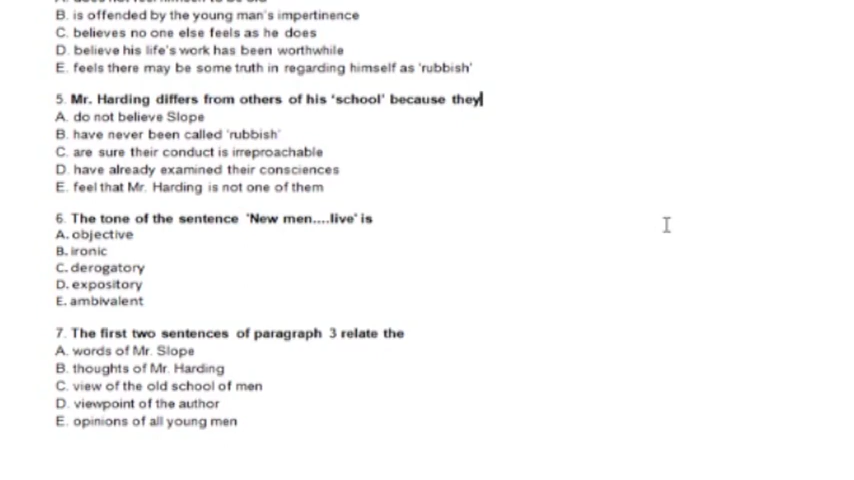 B. is offended by the young man's impertinence
C. believes no one else feels as he does
D. believe his life's work has been worthwhile
E. feels there may be some truth in regarding himself as 'rubbish'
5. Mr. Harding differs from others of his 'school' because they
A. do not believe Slope
B. have never been called 'rubbish'
C. are sure their conduct is irreproachable
D. have already examined their consciences
E. feel that Mr. Harding is not one of them
6. The tone of the sentence 'New men....live' is
A. objective
B. ironic
C. derogatory
D. expository
E. ambivalent
7. The first two sentences of paragraph 3 relate the
A. words of Mr. Slope
B. thoughts of Mr. Harding
C. view of the old school of men
D. viewpoint of the author
E. opinions of all young men